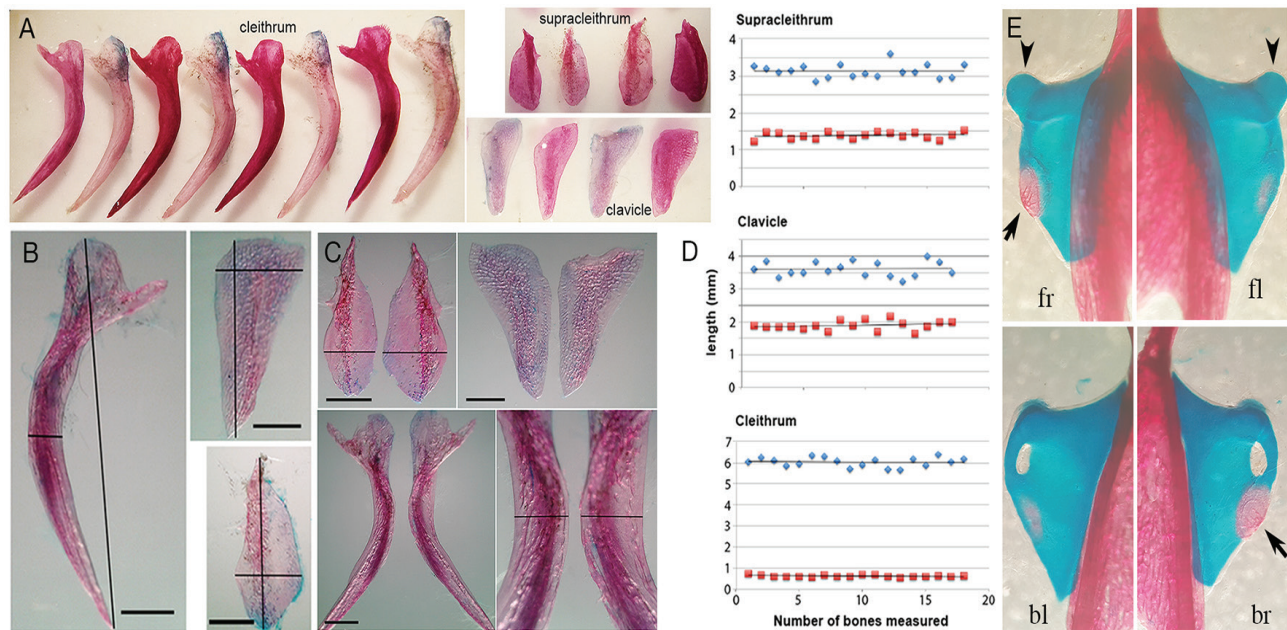 A
cleithrum
supracleithrum
clavicle
B
C
D
length (mm)
Supracleithrum
4
3
2
1
0
Clavicle
4
3
2
1
0
Cleithrum
7
6
5
4
3
2
1
0
0 5 10 15 20
Number of bones measured
E
fr
fl
bl
br